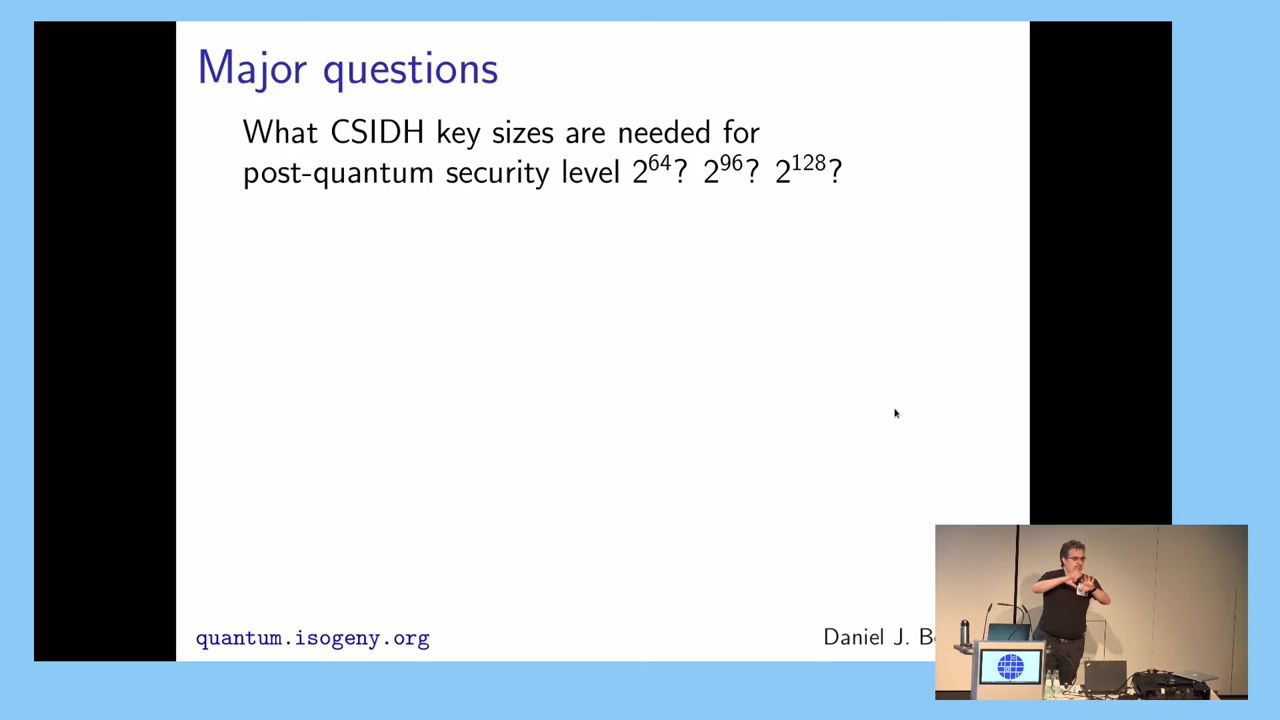 Major questions
What CSIDH key sizes are needed for
post-quantum security level 2^64? 2^96? 2^128?
quantum.isogeny.org
Daniel J.